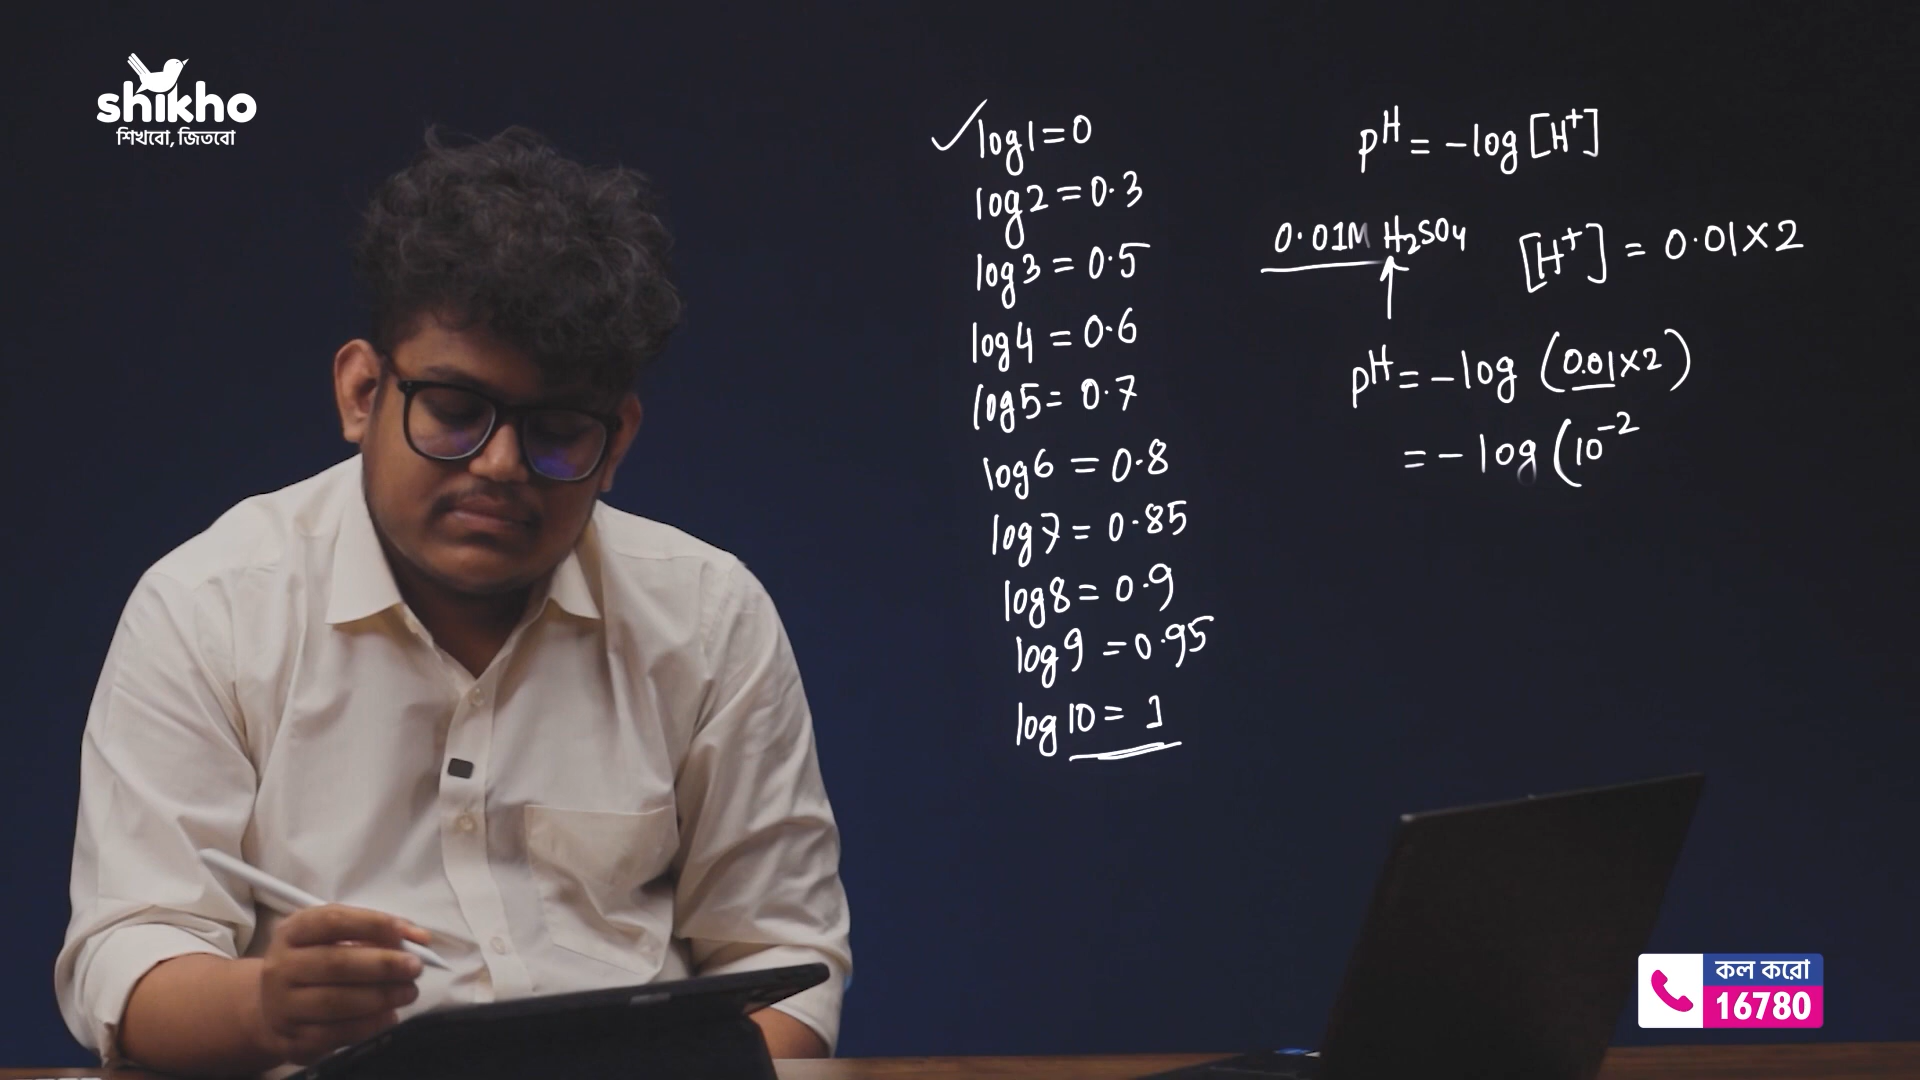 shikho
শিখবো, জিতবো
log1=0
log2=0.3
log3=0.5
log4=0.6
log5=0.7
log6=0.8
log7=0.85
log8=0.9
log9=0.95
log10=1
pH=-log[H⁺]
0.01M H₂SO₄ [H⁺]=0.01×2
pH=-log(0.01×2)
=-log(10⁻²
কল করো
16780